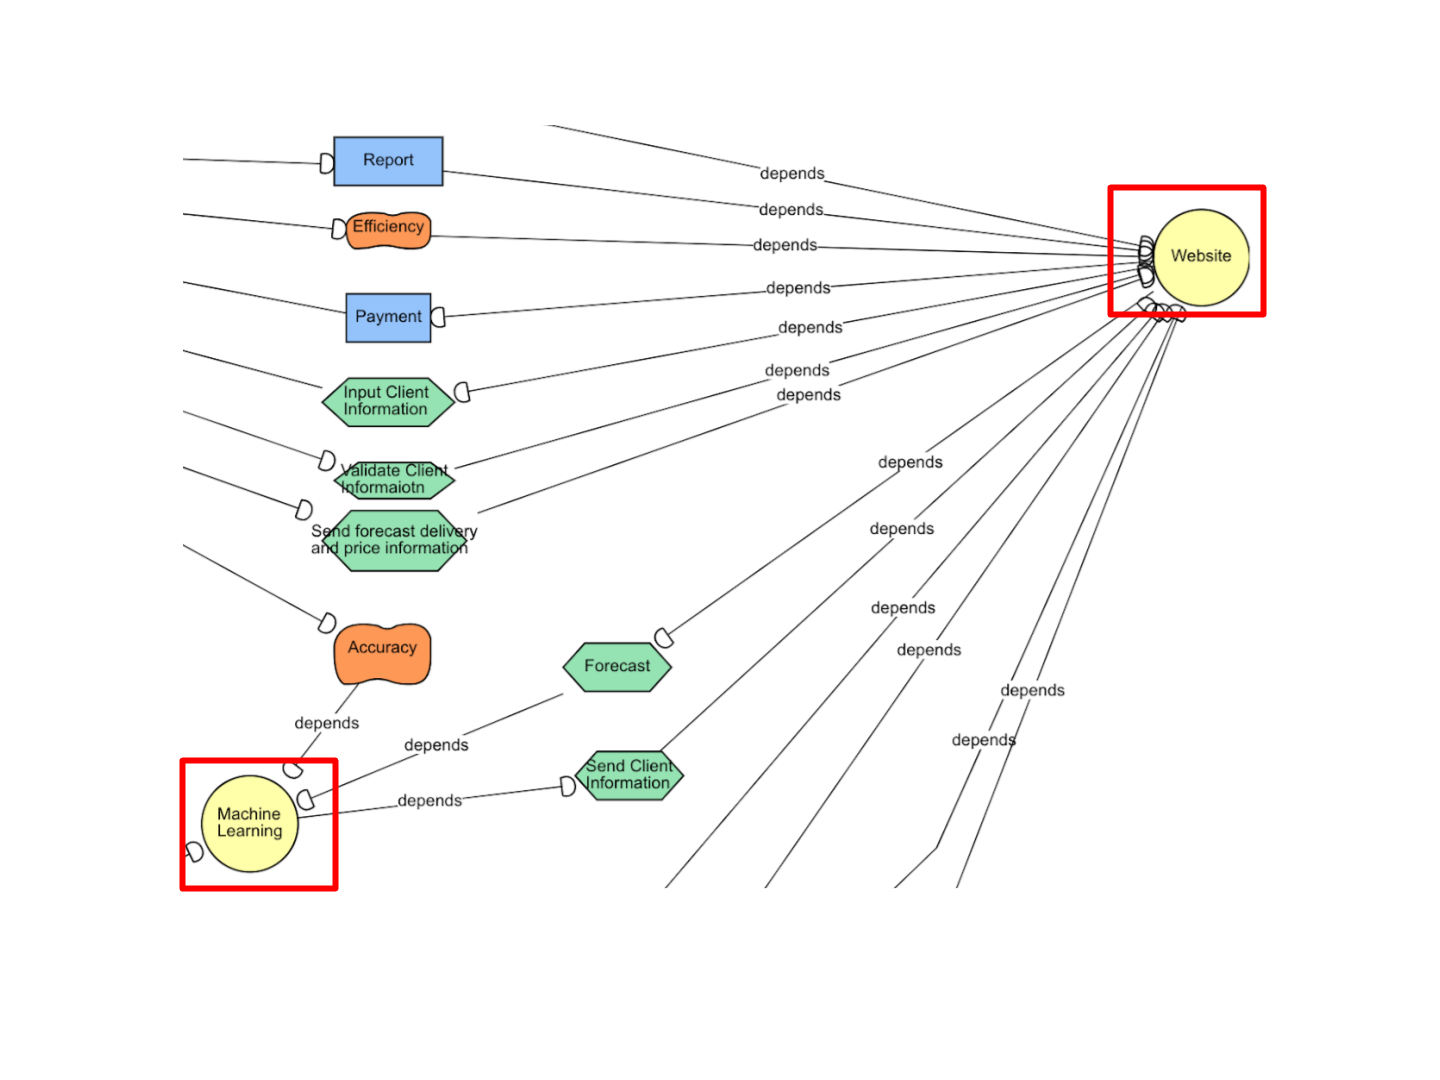 depends
Report
depends
Efficiency
depends
Website
depends
Payment
depends
depends
Input Client
Information
depends
depends
Validate Client
Informaiotn
Send forecast delivery
and price information
depends
depends
Accuracy
depends
Forecast
depends
depends
depends
depends
depends
Send Client
Information
depends
Machine
Learning